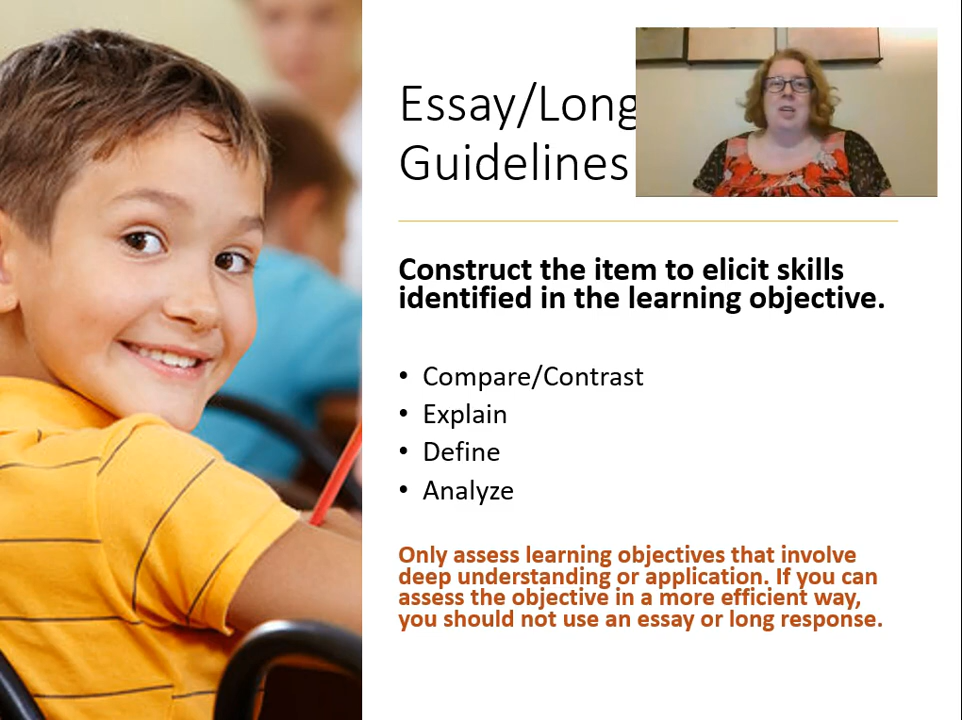 Essay/Long
Guidelines
Construct the item to elicit skills
identified in the learning objective.
• Compare/Contrast
• Explain
• Define
• Analyze
Only assess learning objectives that involve
deep understanding or application. If you can
assess the objective in a more efficient way,
you should not use an essay or long response.